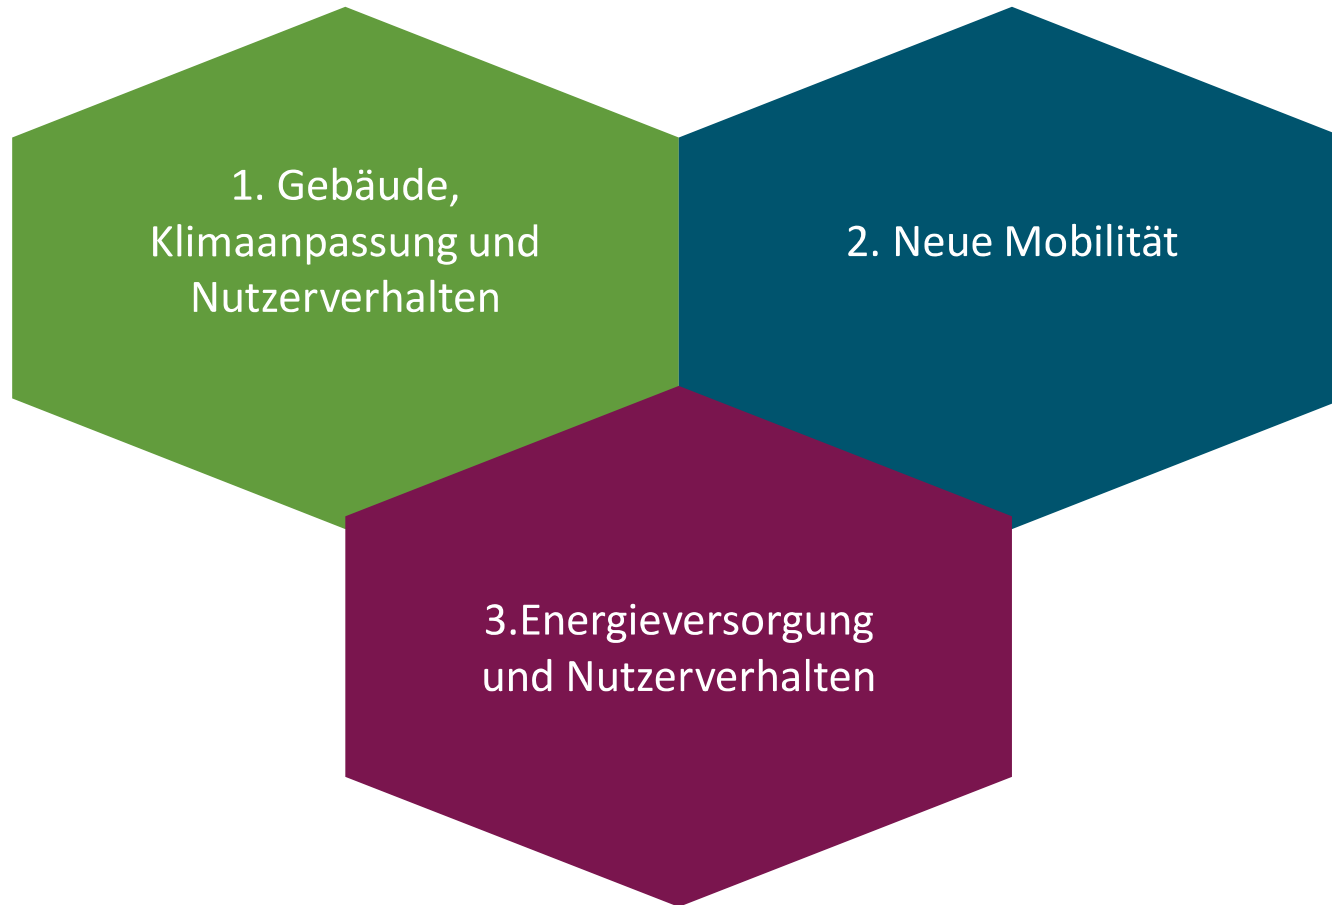 1. Gebäude,
Klimaanpassung und
Nutzerverhalten
2. Neue Mobilität
3.Energieversorgung
und Nutzerverhalten